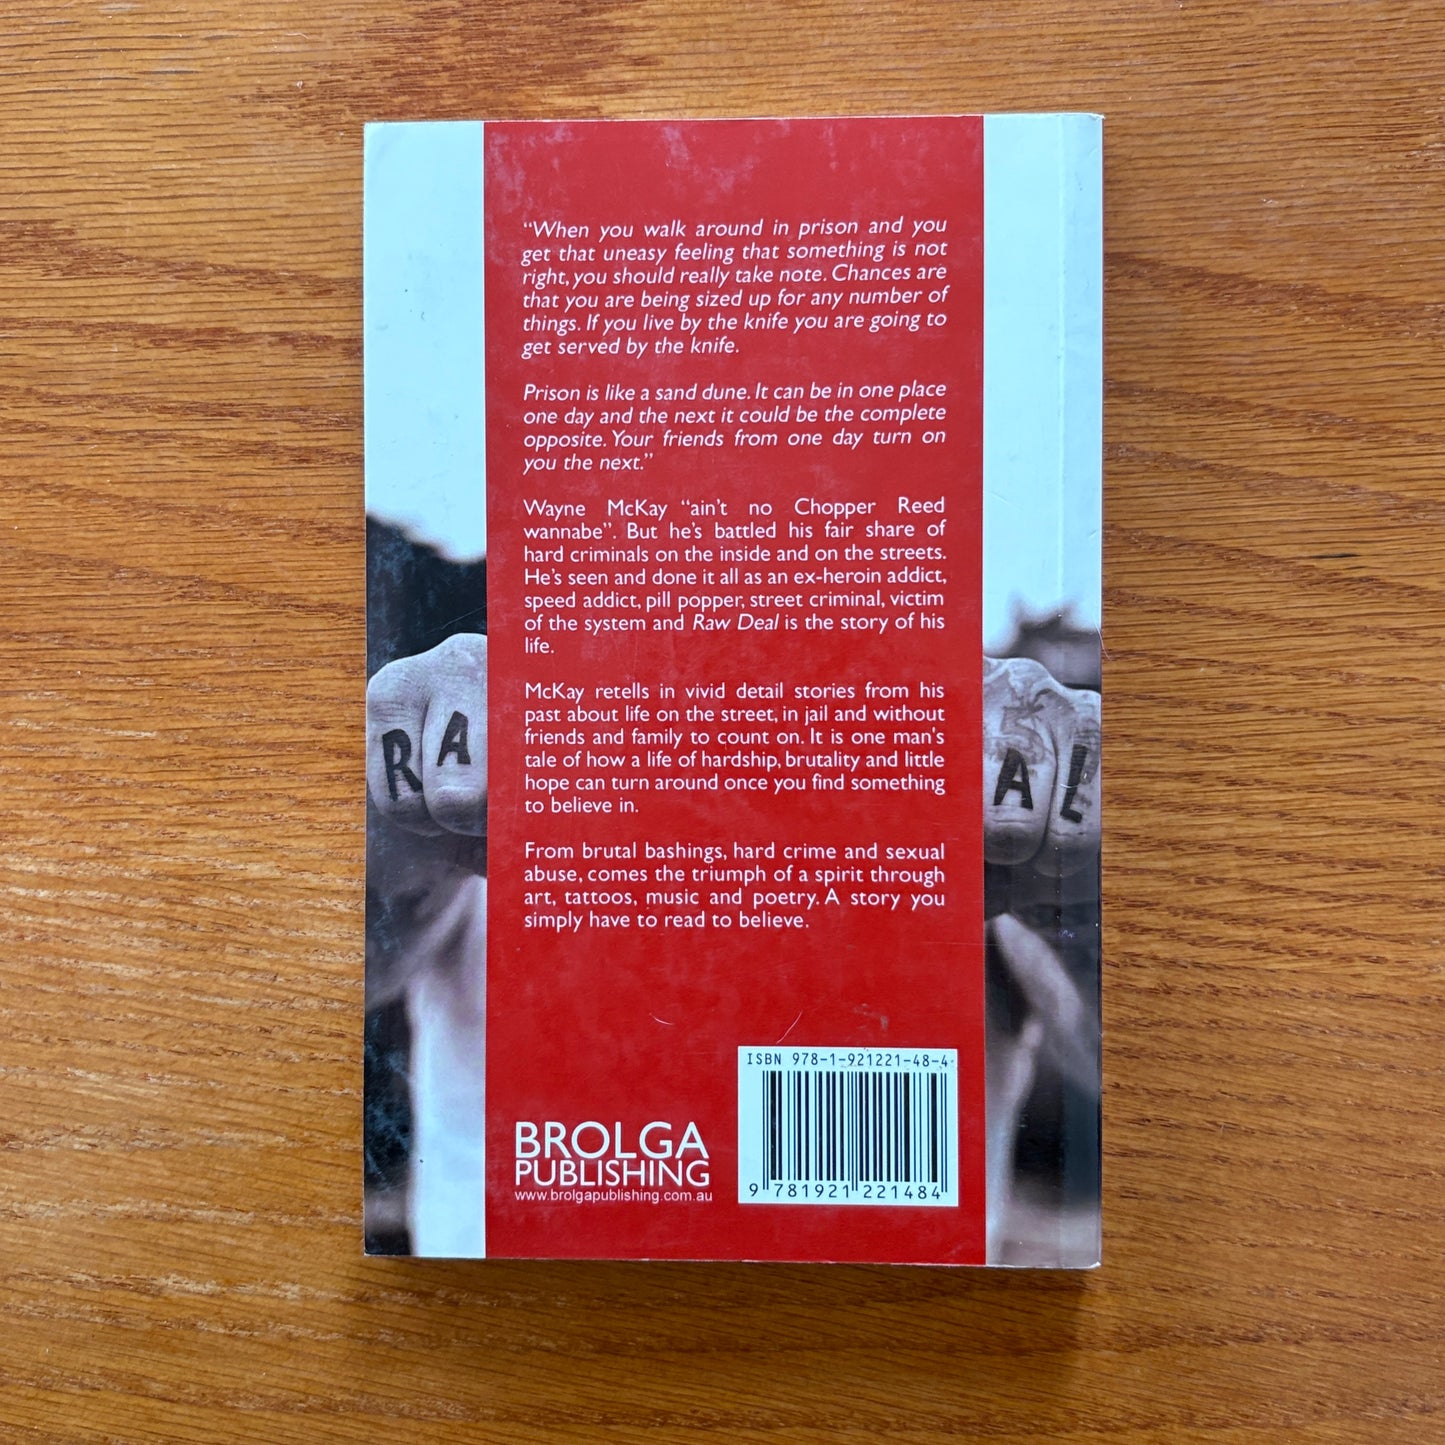 “When you walk around in prison and you
get that uneasy feeling that something is not
right, you should really take note. Chances are
that you are being sized up for any number of
things. If you live by the knife you are going to
get served by the knife.
Prison is like a sand dune. It can be in one place
one day and the next it could be the complete
opposite. Your friends from one day turn on
you the next.”
Wayne McKay “ain’t no Chopper Reed
wannabe”. But he’s battled his fair share of
hard criminals on the inside and on the streets.
He’s seen and done it all as an ex-heroin addict,
speed addict, pill popper, street criminal, victim
of the system and Raw Deal is the story of his
life.
RA
AL
McKay retells in vivid detail stories from his
past about life on the street, in jail and without
friends and family to count on. It is one man's
tale of how a life of hardship, brutality and little
hope can turn around once you find something
to believe in.
From brutal bashings, hard crime and sexual
abuse, comes the triumph of a spirit through
art, tattoos, music and poetry. A story you
simply have to read to believe.
ISBN 978-1-921221-48-4
BROLGA
PUBLISHING
www.brolgapublishing.com.au
9 781921 221484